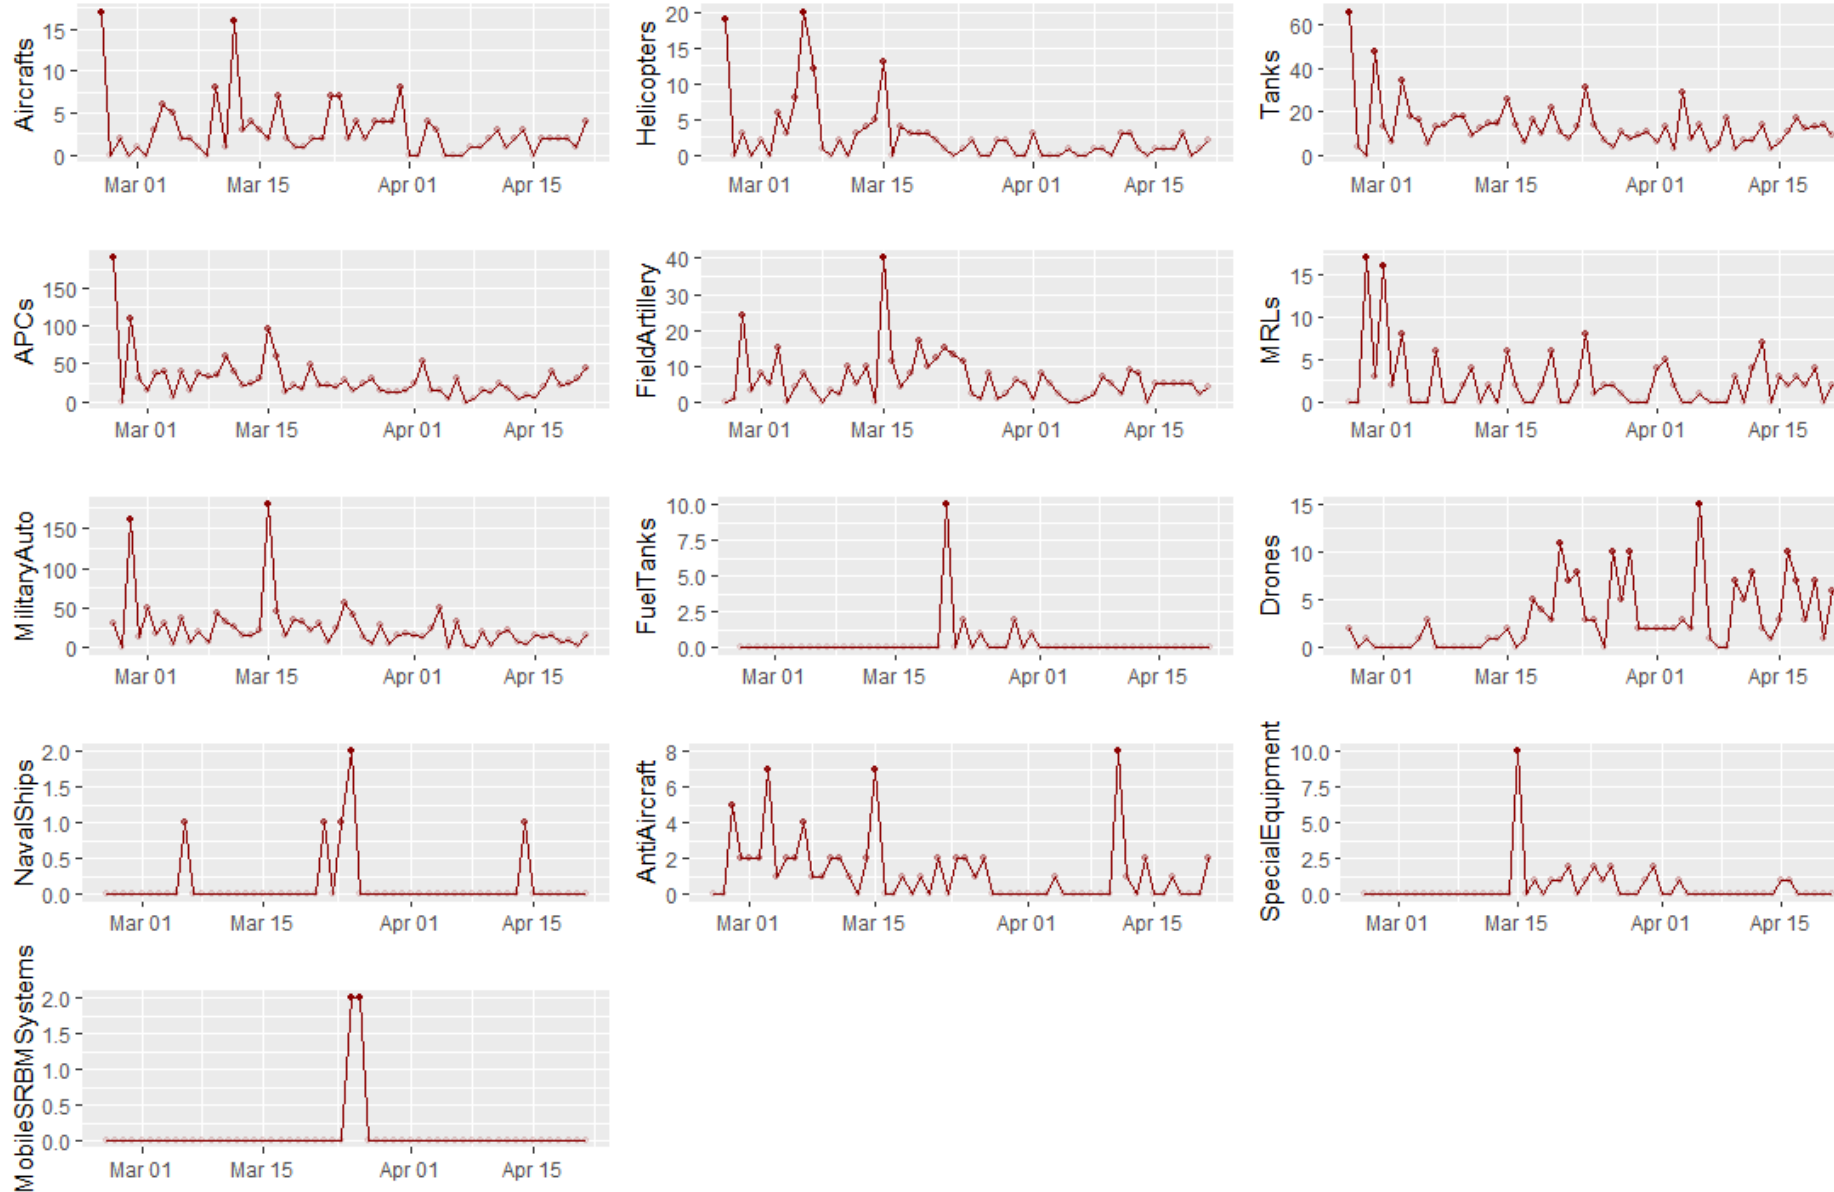 Aircrafts
15
10
5
0
Mar 01 Mar 15 Apr 01 Apr 15
Helicopters
20
15
10
5
0
Mar 01 Mar 15 Apr 01 Apr 15
Tanks
60
40
20
0
Mar 01 Mar 15 Apr 01 Apr 15
APCs
150
100
50
0
Mar 01 Mar 15 Apr 01 Apr 15
FieldArtillery
40
30
20
10
0
Mar 01 Mar 15 Apr 01 Apr 15
MRLs
15
10
5
0
Mar 01 Mar 15 Apr 01 Apr 15
MilitaryAuto
150
100
50
0
Mar 01 Mar 15 Apr 01 Apr 15
FuelTanks
10.0
7.5
5.0
2.5
0.0
Mar 01 Mar 15 Apr 01 Apr 15
Drones
15
10
5
0
Mar 01 Mar 15 Apr 01 Apr 15
NavalShips
2.0
1.5
1.0
0.5
0.0
Mar 01 Mar 15 Apr 01 Apr 15
AntiAircraft
8
6
4
2
0
Mar 01 Mar 15 Apr 01 Apr 15
SpecialEquipment
10.0
7.5
5.0
2.5
0.0
Mar 01 Mar 15 Apr 01 Apr 15
MobileSRBMSystems
2.0
1.5
1.0
0.5
0.0
Mar 01 Mar 15 Apr 01 Apr 15